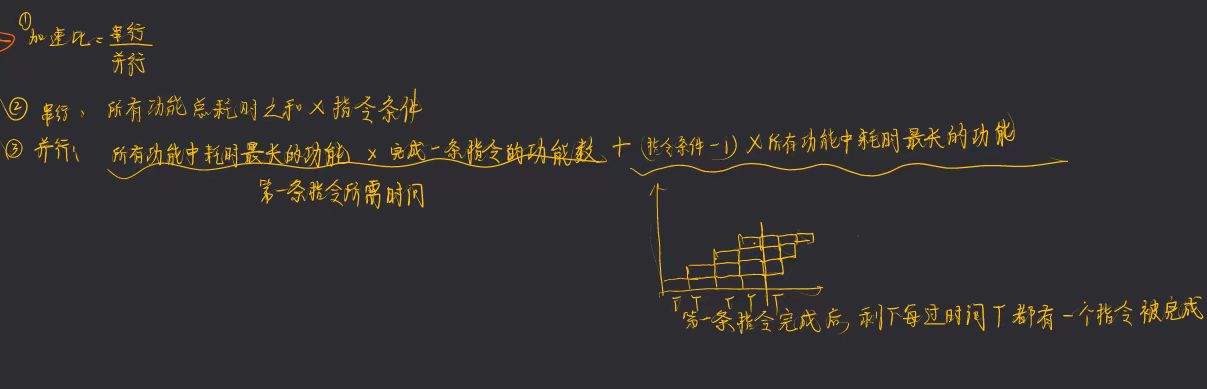 ① 加速比 = 串行
并行
② 串行: 所有功能总耗时之和 × 指令条件
③ 并行: 所有功能中耗时最长的功能 × 完成一条指令的功能数 + (指令条件-1) × 所有功能中耗时最长的功能
第一条指令所需时间
T T T T T
第一条指令完成后, 剩下每过时间T都有一个指令被完成